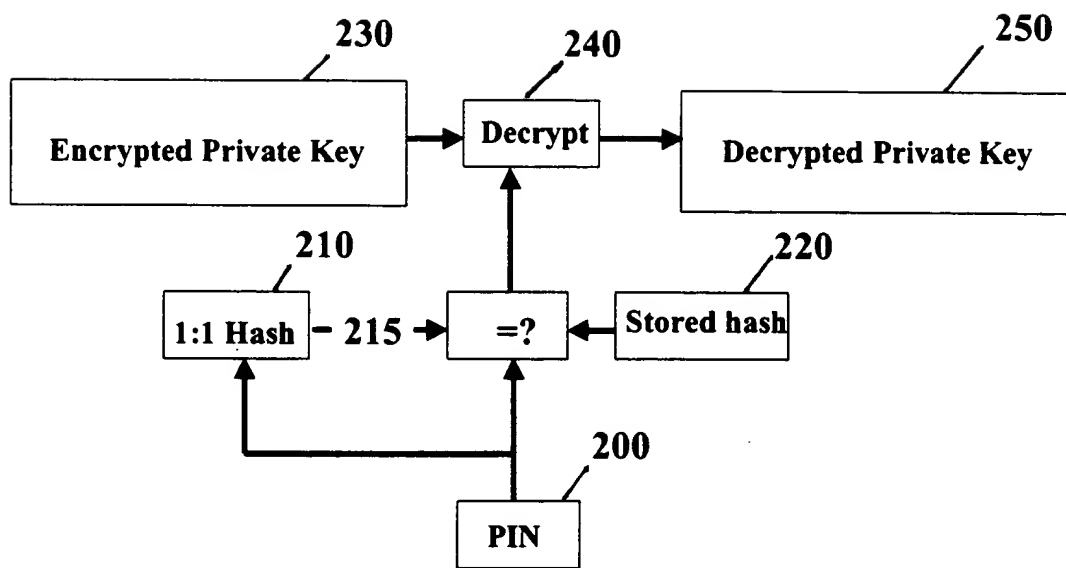 230
240
250
Encrypted Private Key
Decrypt
Decrypted Private Key
210
220
1:1 Hash
215
=?
Stored hash
200
PIN